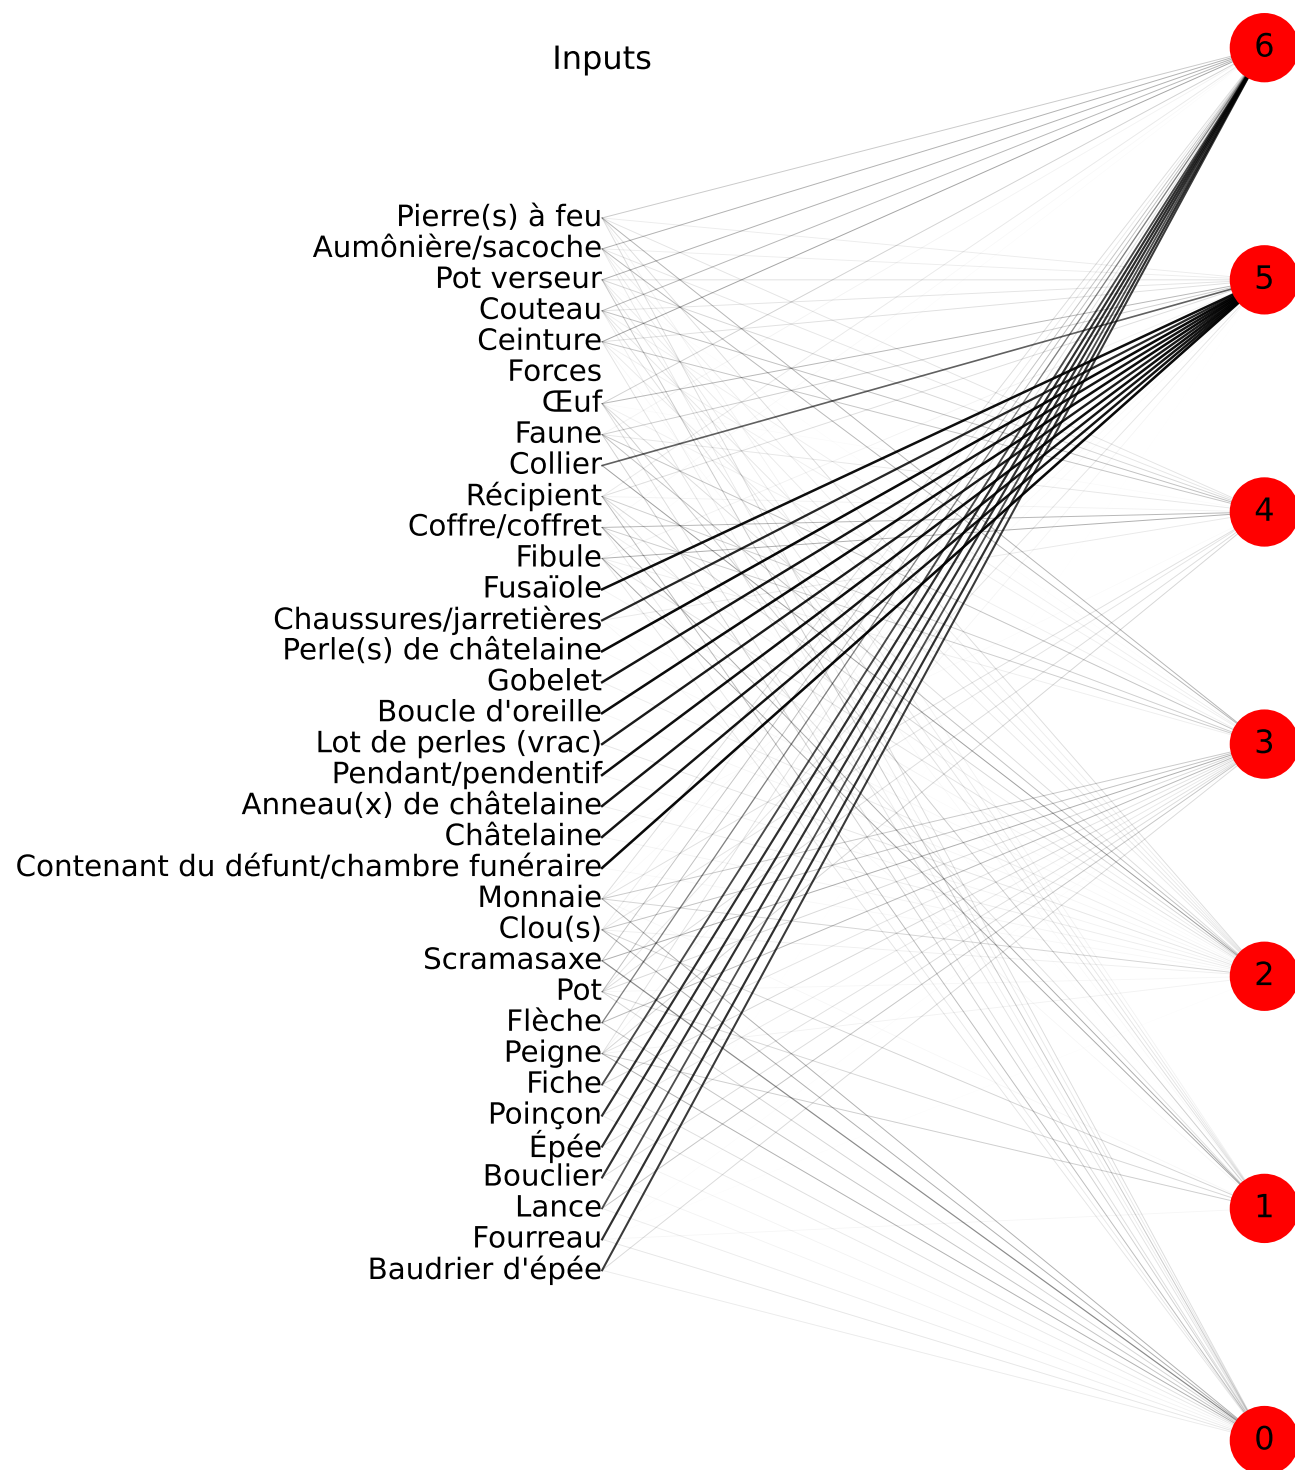 Inputs
Pierre(s) à feu
Aumônière/sacoche
Pot verseur
Couteau
Ceinture
Forces
Œuf
Faune
Collier
Récipient
Coffre/coffret
Fibule
Fusaïole
Chaussures/jarretières
Perle(s) de châtelaine
Gobelet
Boucle d'oreille
Lot de perles (vrac)
Pendant/pendentif
Anneau(x) de châtelaine
Châtelaine
Contenant du défunt/chambre funéraire
Monnaie
Clou(s)
Scramasaxe
Pot
Flèche
Peigne
Fiche
Poinçon
Épée
Bouclier
Lance
Fourreau
Baudrier d'épée
6
5
4
3
2
1
0